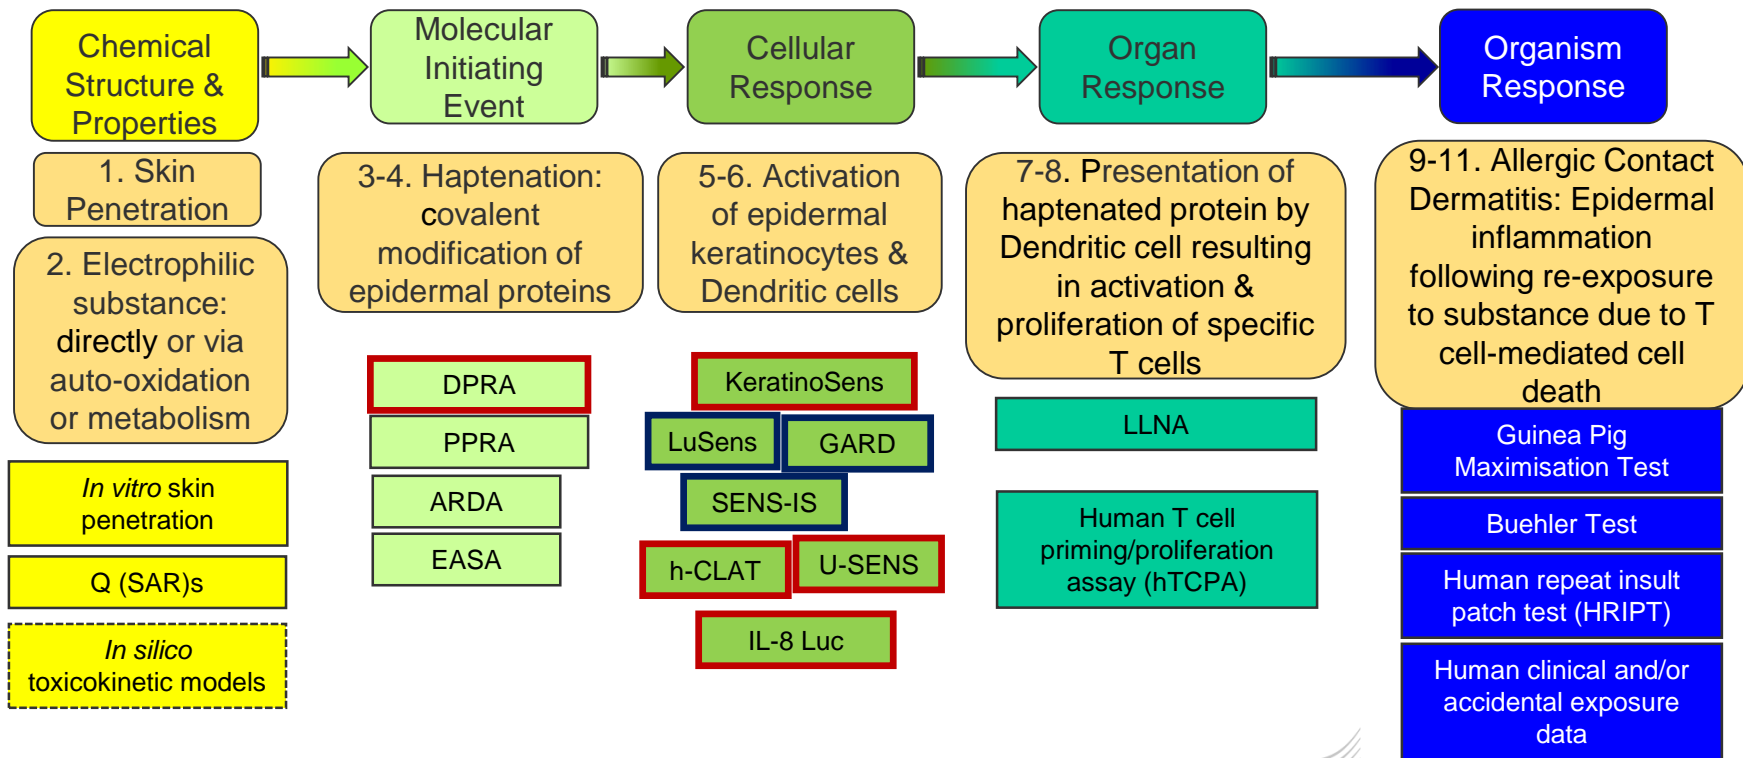 Chemical
Structure &
Properties
Molecular
Initiating
Event
Cellular
Response
Organ
Response
Organism
Response
1. Skin
Penetration
2. Electrophilic
substance:
directly or via
auto-oxidation
or metabolism
In vitro skin
penetration
Q (SAR)s
In silico
toxicokinetic models
3-4. Haptenation:
covalent
modification of
epidermal proteins
DPRA
PPRA
ARDA
EASA
5-6. Activation
of epidermal
keratinocytes &
Dendritic cells
KeratinoSens
LuSens
GARD
SENS-IS
h-CLAT
U-SENS
IL-8 Luc
7-8. Presentation of
haptenated protein by
Dendritic cell resulting
in activation &
proliferation of specific
T cells
LLNA
Human T cell
priming/proliferation
assay (hTCPA)
9-11. Allergic Contact
Dermatitis: Epidermal
inflammation
following re-exposure
to substance due to T
cell-mediated cell
death
Guinea Pig
Maximisation Test
Buehler Test
Human repeat insult
patch test (HRIPT)
Human clinical and/or
accidental exposure
data